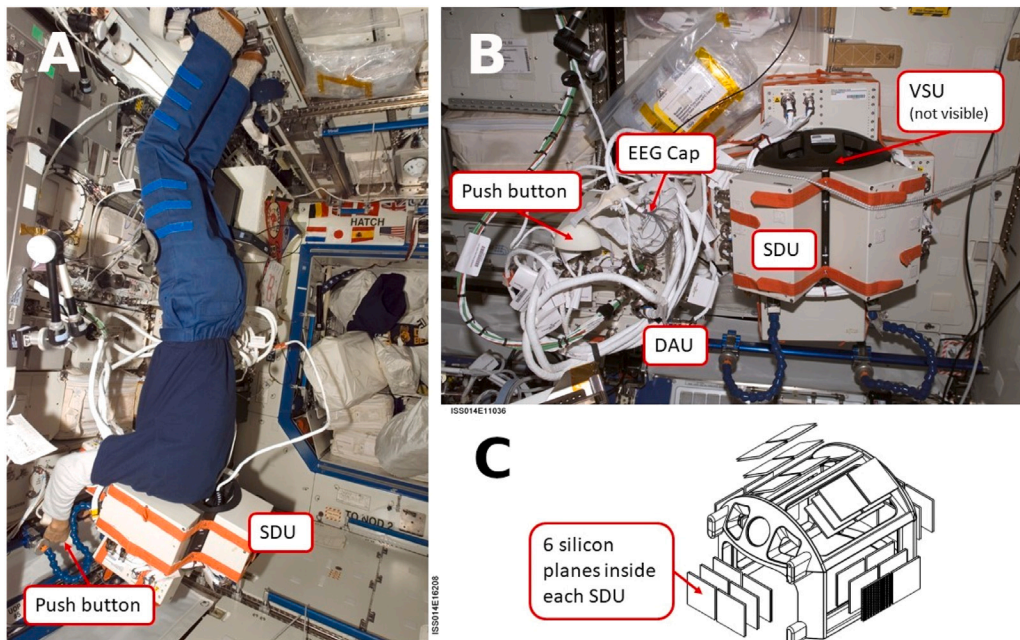 A
HATCH
TO NOD 2
SDU
Push button
ISS014E16208
B
VSU
(not visible)
EEG Cap
Push button
SDU
DAU
ISS014E11036
C
6 silicon
planes inside
each SDU